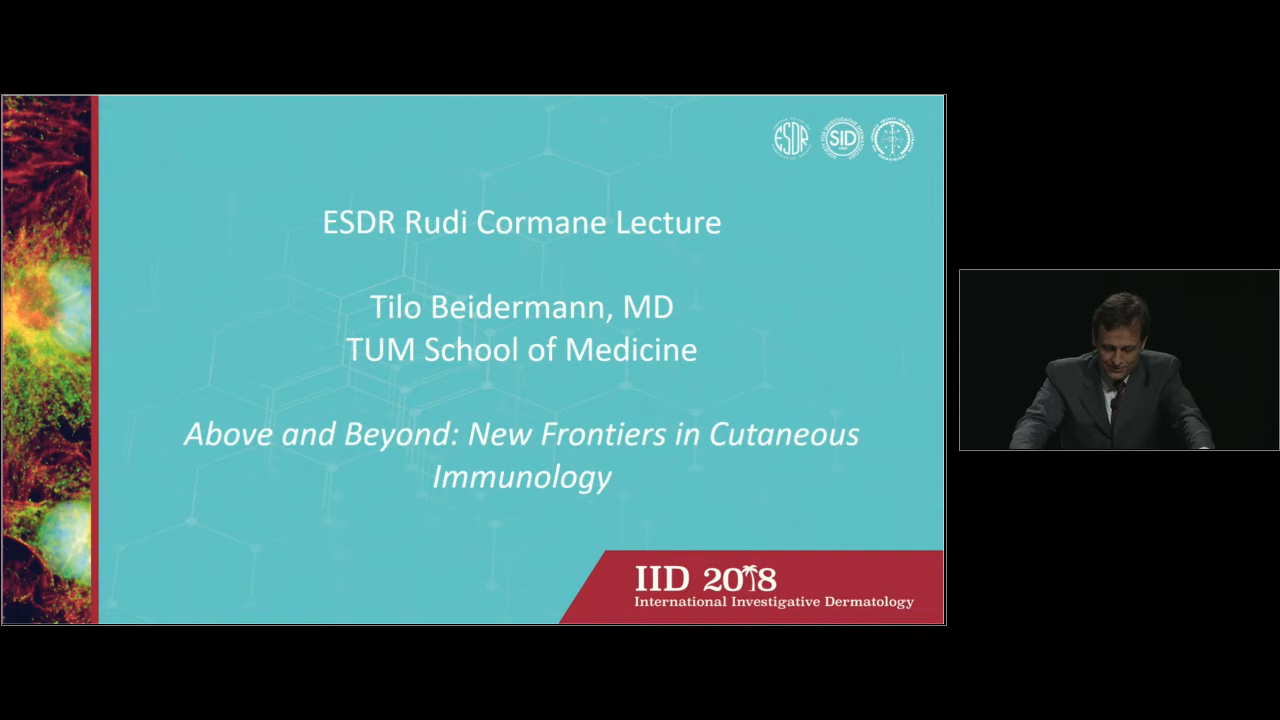 ESDR
SID
ESDR Rudi Cormane Lecture
Tilo Beidermann, MD
TUM School of Medicine
Above and Beyond: New Frontiers in Cutaneous
Immunology
IID 2018
International Investigative Dermatology